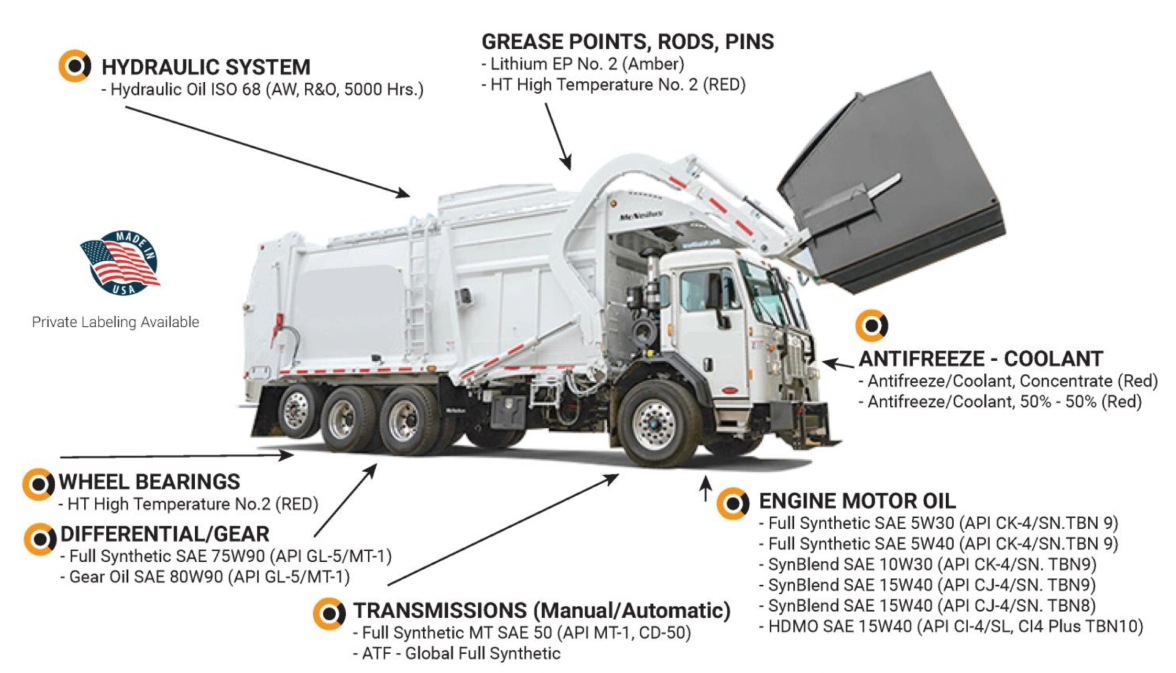 GREASE POINTS, RODS, PINS
- Lithium EP No. 2 (Amber)
- HT High Temperature No. 2 (RED)
HYDRAULIC SYSTEM
- Hydraulic Oil ISO 68 (AW, R&O, 5000 Hrs.)
McNeilus
MADE IN
USA
Private Labeling Available
McNeilus
ANTIFREEZE - COOLANT
- Antifreeze/Coolant, Concentrate (Red)
- Antifreeze/Coolant, 50% - 50% (Red)
WHEEL BEARINGS
- HT High Temperature No.2 (RED)
DIFFERENTIAL/GEAR
- Full Synthetic SAE 75W90 (API GL-5/MT-1)
- Gear Oil SAE 80W90 (API GL-5/MT-1)
TRANSMISSIONS (Manual/Automatic)
- Full Synthetic MT SAE 50 (API MT-1, CD-50)
- ATF - Global Full Synthetic
ENGINE MOTOR OIL
- Full Synthetic SAE 5W30 (API CK-4/SN.TBN 9)
- Full Synthetic SAE 5W40 (API CK-4/SN.TBN 9)
- SynBlend SAE 10W30 (API CK-4/SN. TBN9)
- SynBlend SAE 15W40 (API CJ-4/SN. TBN9)
- SynBlend SAE 15W40 (API CJ-4/SN. TBN8)
- HDMO SAE 15W40 (API CI-4/SL, CI4 Plus TBN10)